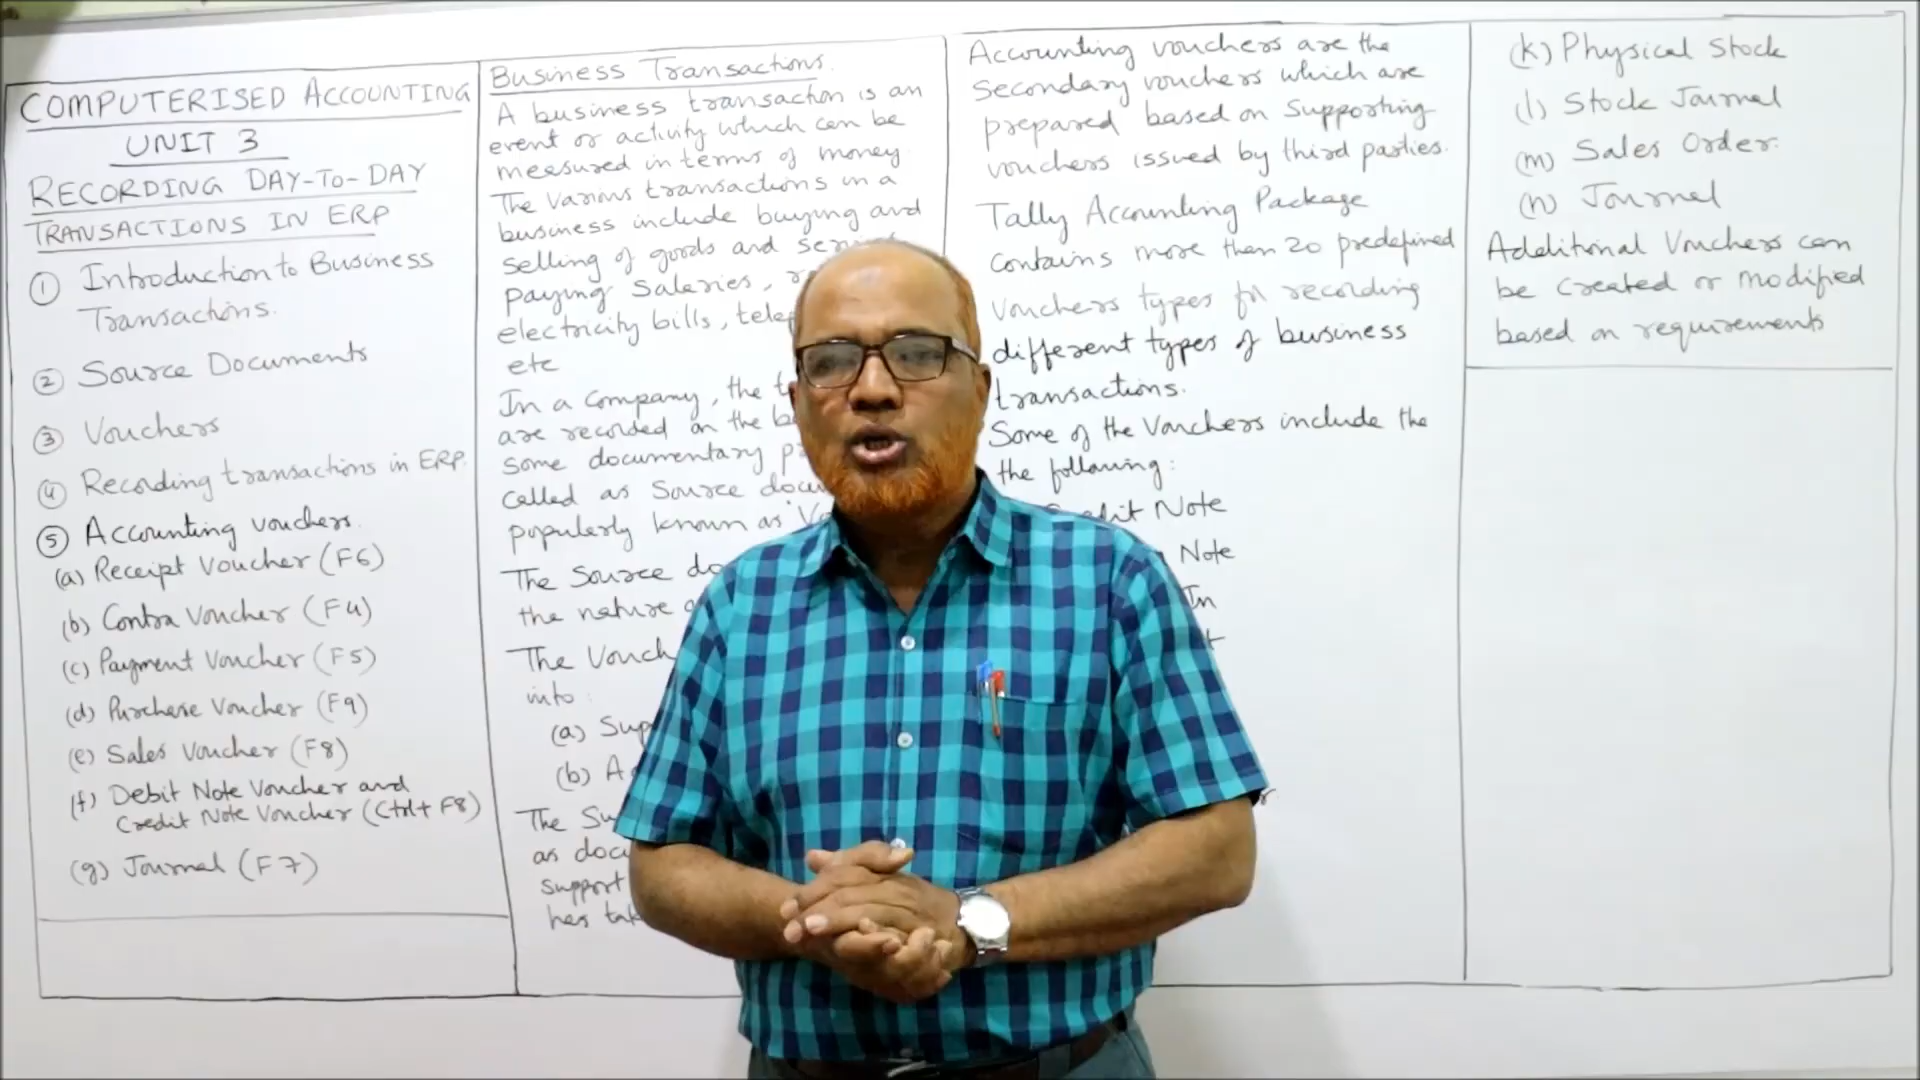 COMPUTERISED ACCOUNTING
UNIT 3
RECORDING DAY-TO-DAY
TRANSACTIONS IN ERP
① Introduction to Business
Transactions.
② Source Documents
③ Vouchers
④ Recording transactions in ERP.
⑤ Accounting vouchers.
(a) Receipt Voucher (F6)
(b) Contra Voucher (F4)
(c) Payment Voucher (F5)
(d) Purchase Voucher (F9)
(e) Sales Voucher (F8)
(f) Debit Note Voucher and
Credit Note Voucher (Ctrl+ F8)
(g) Journal (F7)
Business Transactions.
A business transaction is an
event or activity which can be
measured in terms of money.
The various transactions in a
business include buying and
selling of goods and
paying salaries,
electricity bills,
etc
In a company, the
are recorded on the
some documentary
called as Source
popularly known as
The Source
the nature
The
into :
(a)
(b)
The
as
support
has
Accounting vouchers are the
secondary vouchers which are
prepared based on supporting
vouchers issued by third parties.
Tally Accounting Package
contains more than 20 predefined
vouchers types for recording
different types of business
transactions.
Some of the Vouchers include the
the following :
Note
Note
In
(k) Physical Stock
(l) Stock Journal
(m) Sales Order.
(n) Journal
Additional Vouchers can
be created or modified
based on requirements